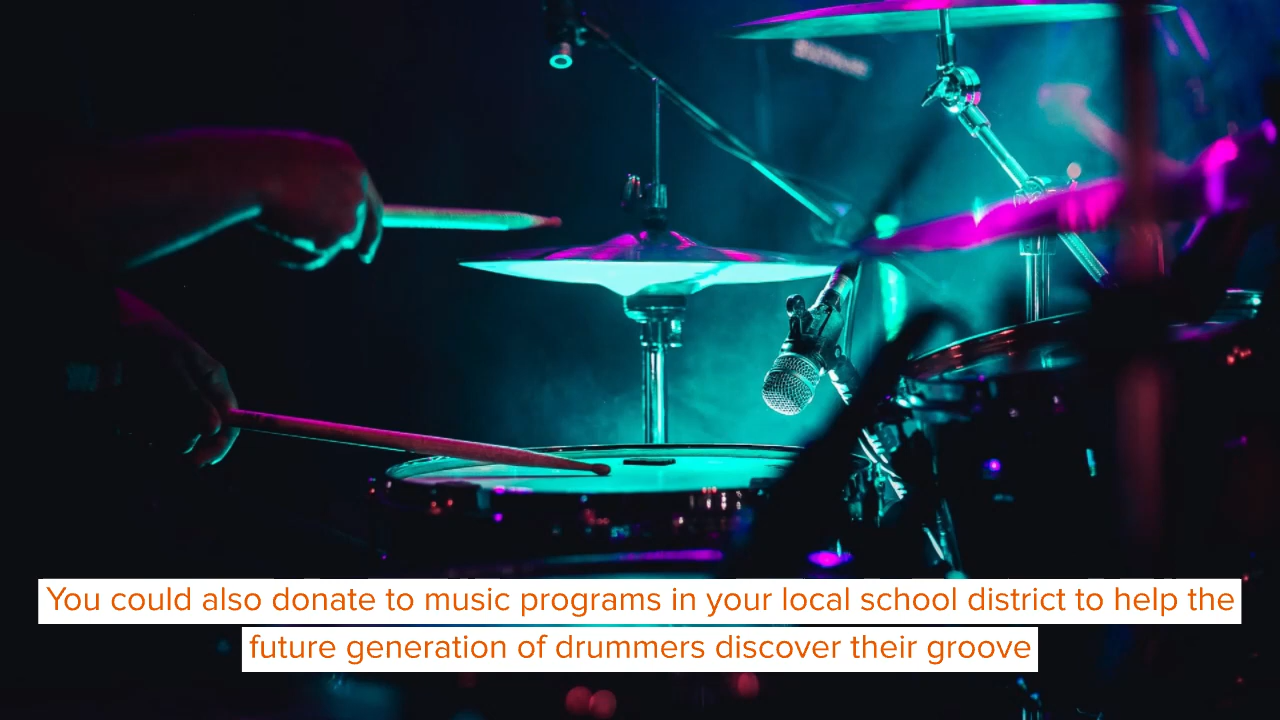 You could also donate to music programs in your local school district to help the
future generation of drummers discover their groove